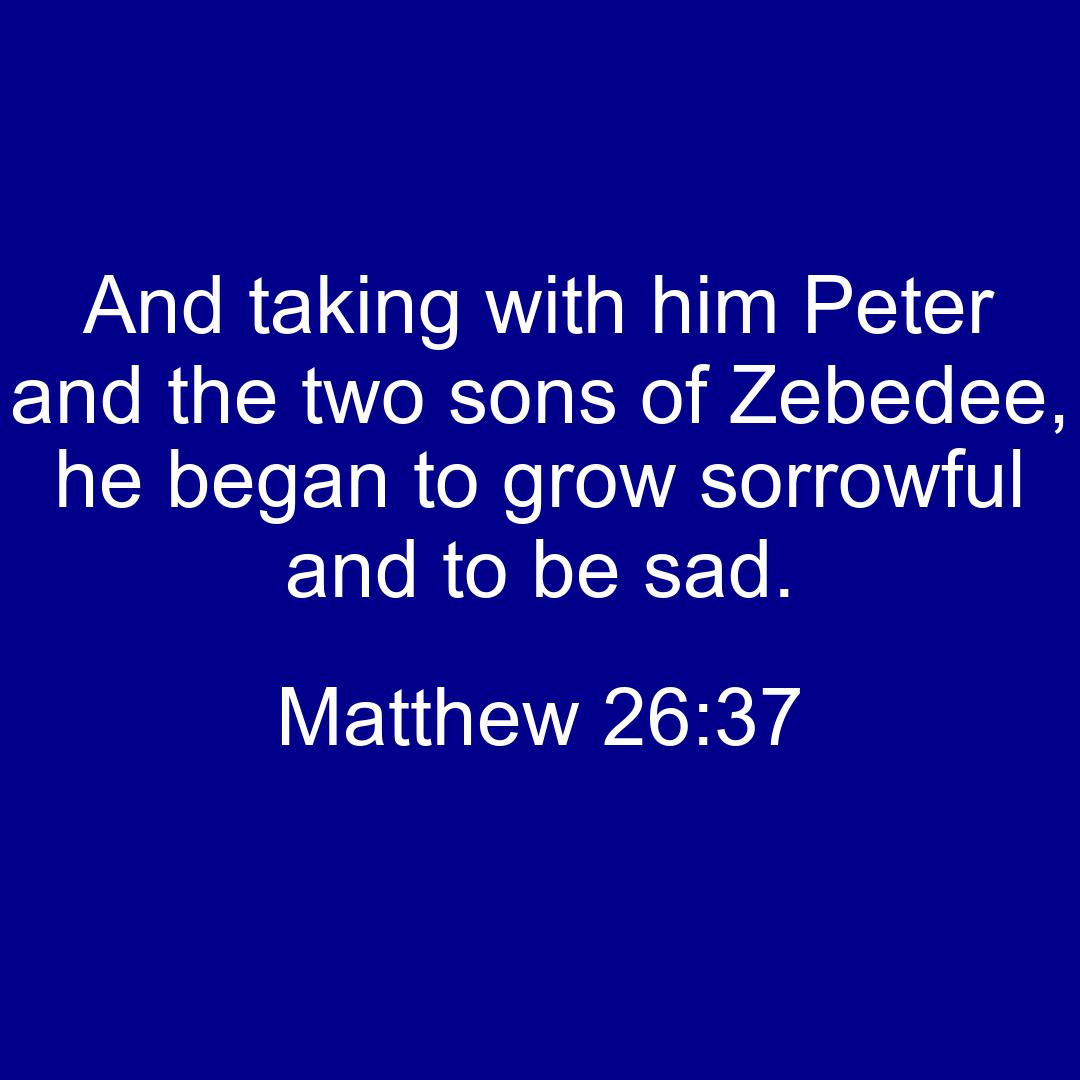 And taking with him Peter
and the two sons of Zebedee,
he began to grow sorrowful
and to be sad.
Matthew 26:37